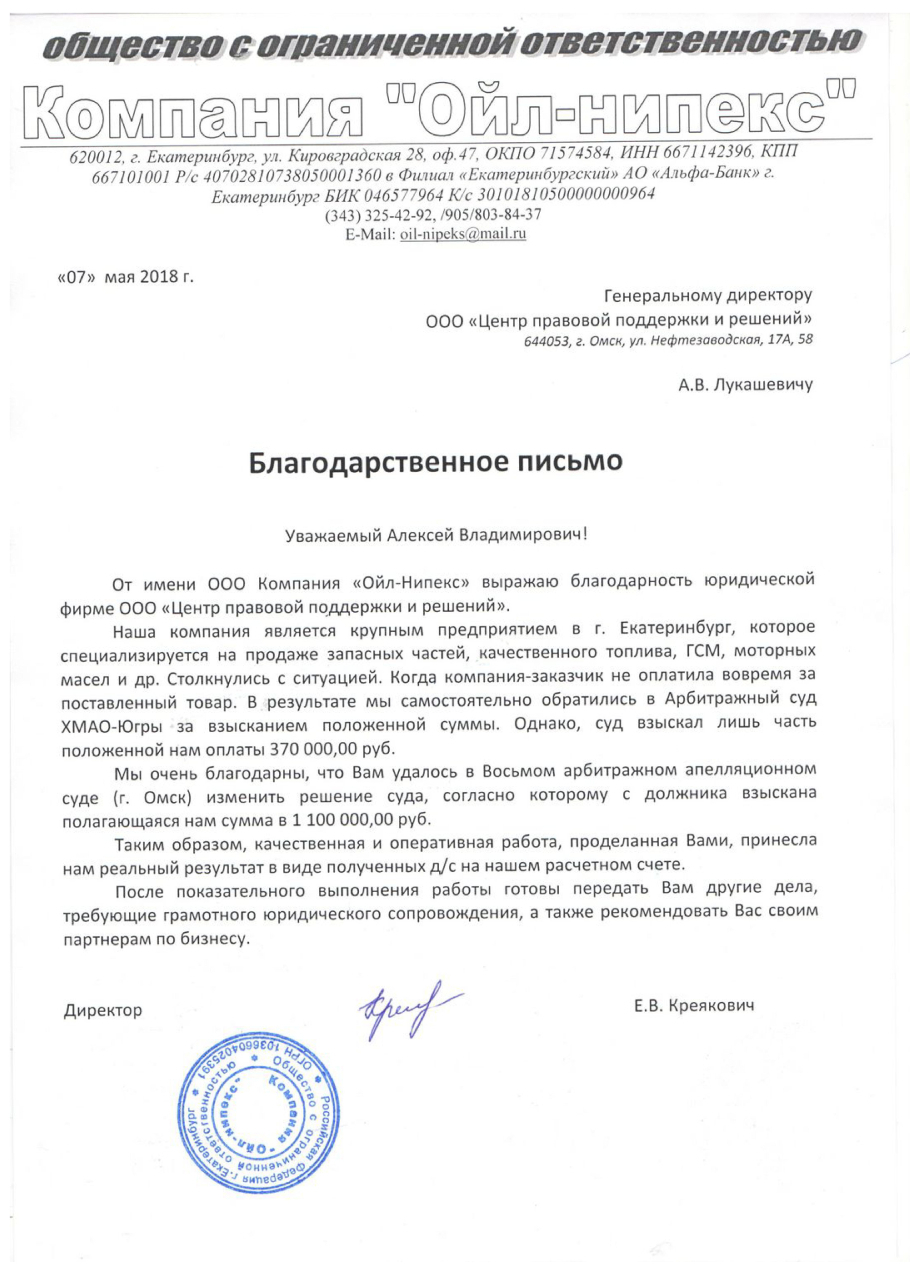 общество с ограниченной ответственностью
Компания "Ойл-нипекс"
620012, г. Екатеринбург, ул. Кировградская 28, оф.47, ОКПО 71574584, ИНН 6671142396, КПП
667101001 Р/с 40702810738050001360 в Филиал «Екатеринбургский» АО «Альфа-Банк» г.
Екатеринбург БИК 046577964 К/с 30101810500000000964
(343) 325-42-92, /905/803-84-37
E-Mail: oil-nipeks@mail.ru
«07» мая 2018 г.
Генеральному директору
ООО «Центр правовой поддержки и решений»
644053, г. Омск, ул. Нефтезаводская, 17А, 58
А.В. Лукашевичу
Благодарственное письмо
Уважаемый Алексей Владимирович!
От имени ООО Компания «Ойл-Нипекс» выражаю благодарность юридической
фирме ООО «Центр правовой поддержки и решений».
Наша компания является крупным предприятием в г. Екатеринбург, которое
специализируется на продаже запасных частей, качественного топлива, ГСМ, моторных
масел и др. Столкнулись с ситуацией. Когда компания-заказчик не оплатила вовремя за
поставленный товар. В результате мы самостоятельно обратились в Арбитражный суд
ХМАО-Югры за взысканием положенной суммы. Однако, суд взыскал лишь часть
положенной нам оплаты 370 000,00 руб.
Мы очень благодарны, что Вам удалось в Восьмом арбитражном апелляционном
суде (г. Омск) изменить решение суда, согласно которому с должника взыскана
полагающаяся нам сумма в 1 100 000,00 руб.
Таким образом, качественная и оперативная работа, проделанная Вами, принесла
нам реальный результат в виде полученных д/с на нашем расчетном счете.
После показательного выполнения работы готовы передать Вам другие дела,
требующие грамотного юридического сопровождения, а также рекомендовать Вас своим
партнерам по бизнесу.
Директор
Е.В. Креякович
Российская Федерация г.Екатеринбург * ОГРН 1036604025391
Общество с ограниченной ответственностью
Компания "Ойл-нипекс"